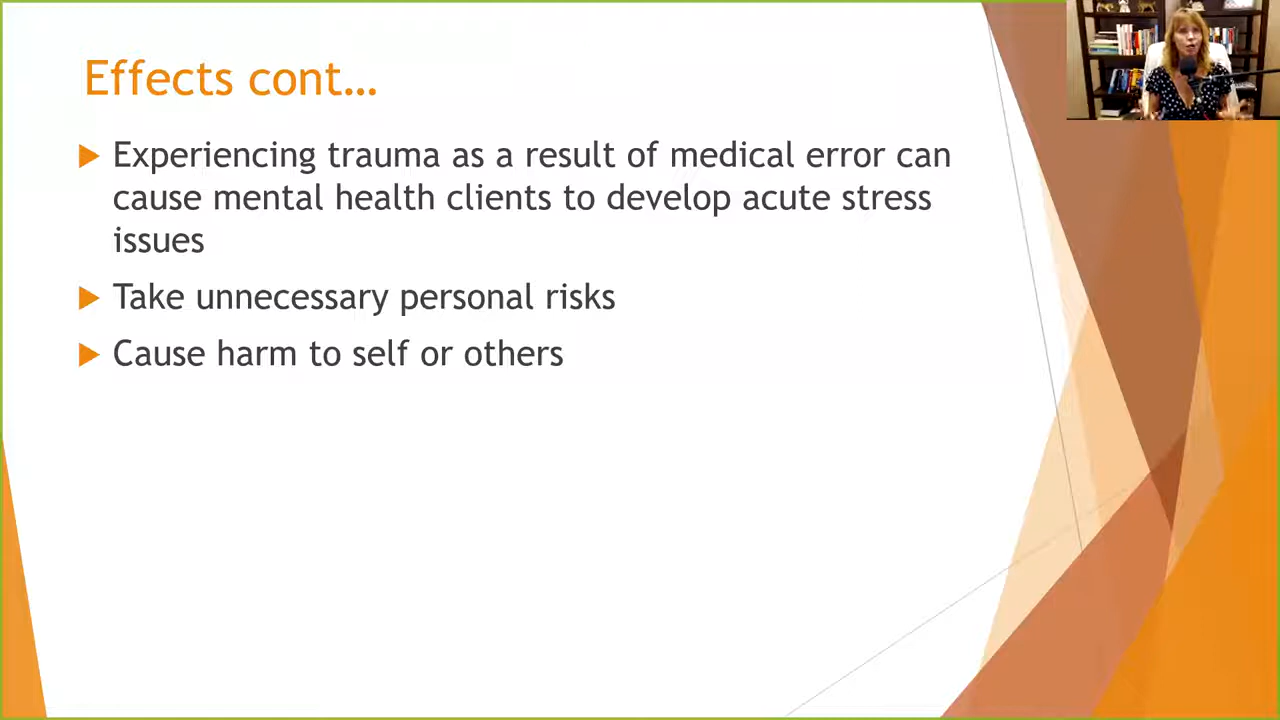 Effects cont…
Experiencing trauma as a result of medical error can
cause mental health clients to develop acute stress
issues
Take unnecessary personal risks
Cause harm to self or others